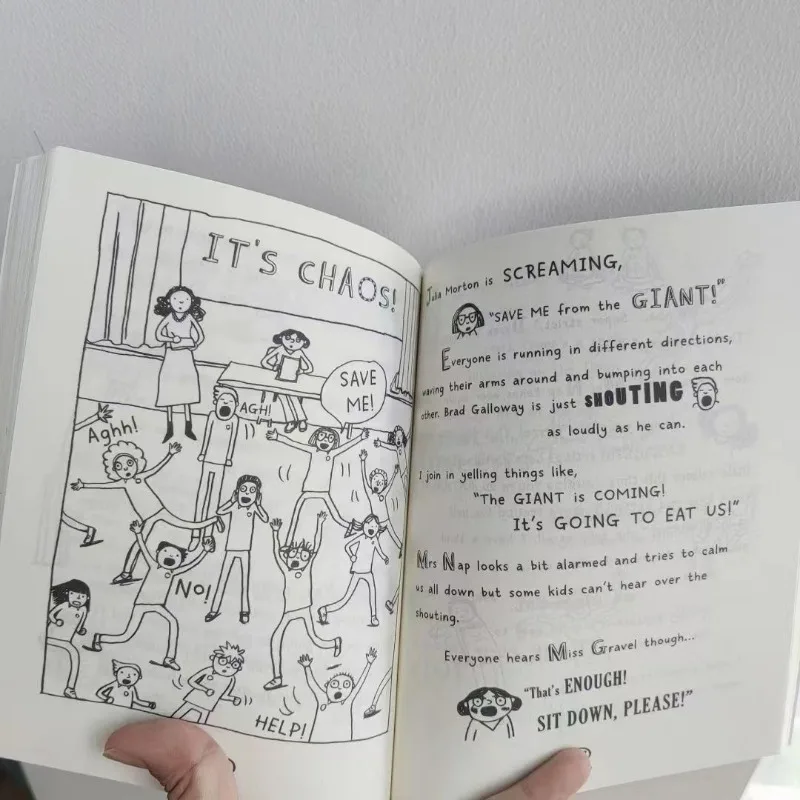 IT'S CHAOS!
SAVE
ME!
AGH!
Aghh!
NO!
HELP!
Julia Morton is SCREAMING,
"SAVE ME from the GIANT!"
Everyone is running in different directions,
waving their arms around and bumping into each
other. Brad Galloway is just SHOUTING
as loudly as he can.
I join in yelling things like,
"The GIANT is COMING!
It's GOING TO EAT US!"
Mrs Nap looks a bit alarmed and tries to calm
us all down but some kids can't hear over the
shouting.
Everyone hears Miss Gravel though...
"That's ENOUGH!
SIT DOWN, PLEASE!"